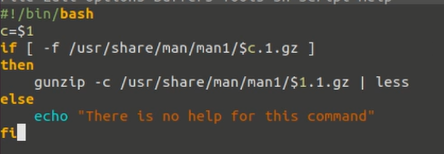 #!/bin/bash
c=$1
if [ -f /usr/share/man/man1/$c.1.gz ]
then
    gunzip -c /usr/share/man/man1/$1.1.gz | less
else
    echo "There is no help for this command"
fi